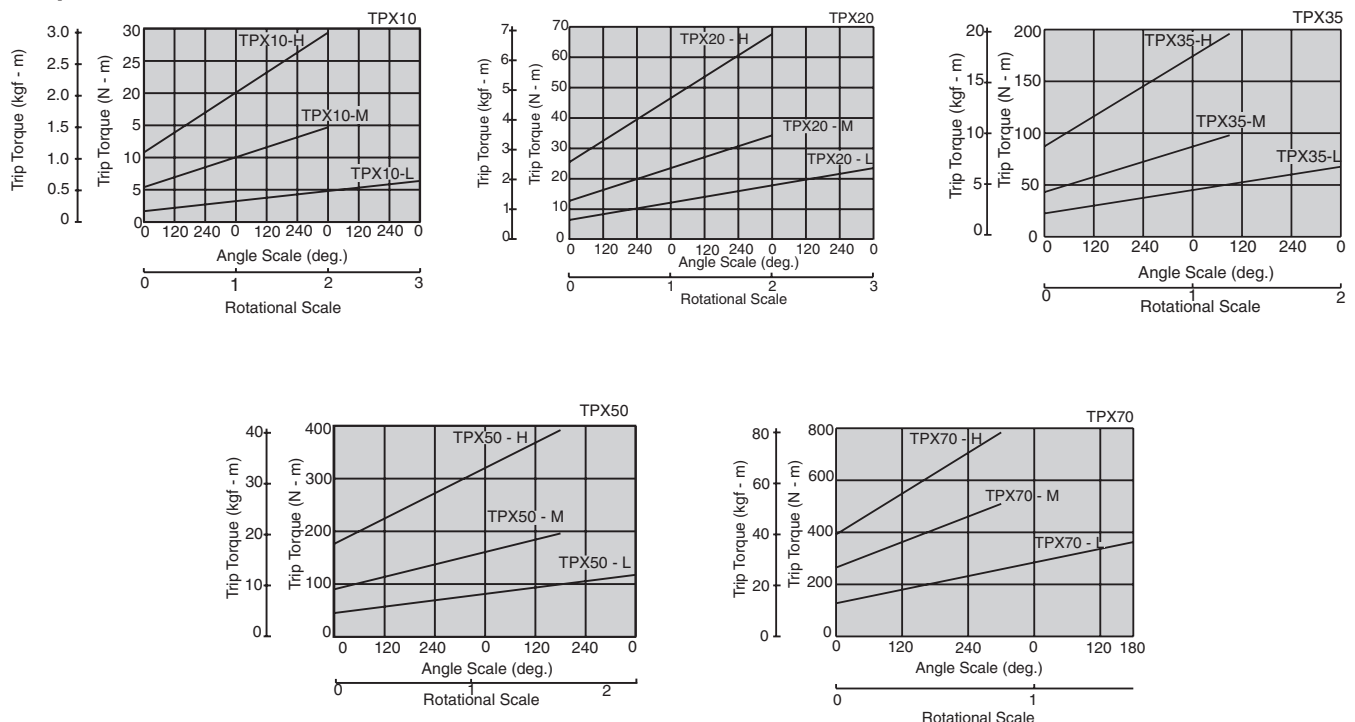 TPX10
Trip Torque (kgf - m)
3.0
2.5
2.0
1.5
1.0
0.5
0
Trip Torque (N - m)
30
25
20
5
10
5
0
TPX10-H
TPX10-M
TPX10-L
0 120 240 0 120 240 0 120 240 0
Angle Scale (deg.)
0 1 2 3
Rotational Scale
TPX20
Trip Torque (kgf - m)
7
6
5
4
3
2
1
0
Trip Torque (N - m)
70
60
50
40
30
20
10
0
TPX20 - H
TPX20 - M
TPX20 - L
0 120 240 0 120 240 0 120 240 0
Angle Scale (deg.)
0 1 2 3
Rotational Scale
TPX35
Trip Torque (kgf - m)
20
15
10
5
0
Trip Torque (N - m)
200
150
100
50
0
TPX35-H
TPX35-M
TPX35-L
0 120 240 0 120 240 0
Angle Scale (deg.)
0 1 2
Rotational Scale
TPX50
Trip Torque (kgf - m)
40
30
20
10
0
Trip Torque (N - m)
400
300
200
100
0
TPX50 - H
TPX50 - M
TPX50 - L
0 120 240 0 120 240 0
Angle Scale (deg.)
0 1 2
Rotational Scale
TPX70
Trip Torque (kgf - m)
80
60
40
20
0
Trip Torque (N - m)
800
600
400
200
0
TPX70 - H
TPX70 - M
TPX70 - L
0 120 240 0 120 180
Angle Scale (deg.)
0 1
Rotational Scale